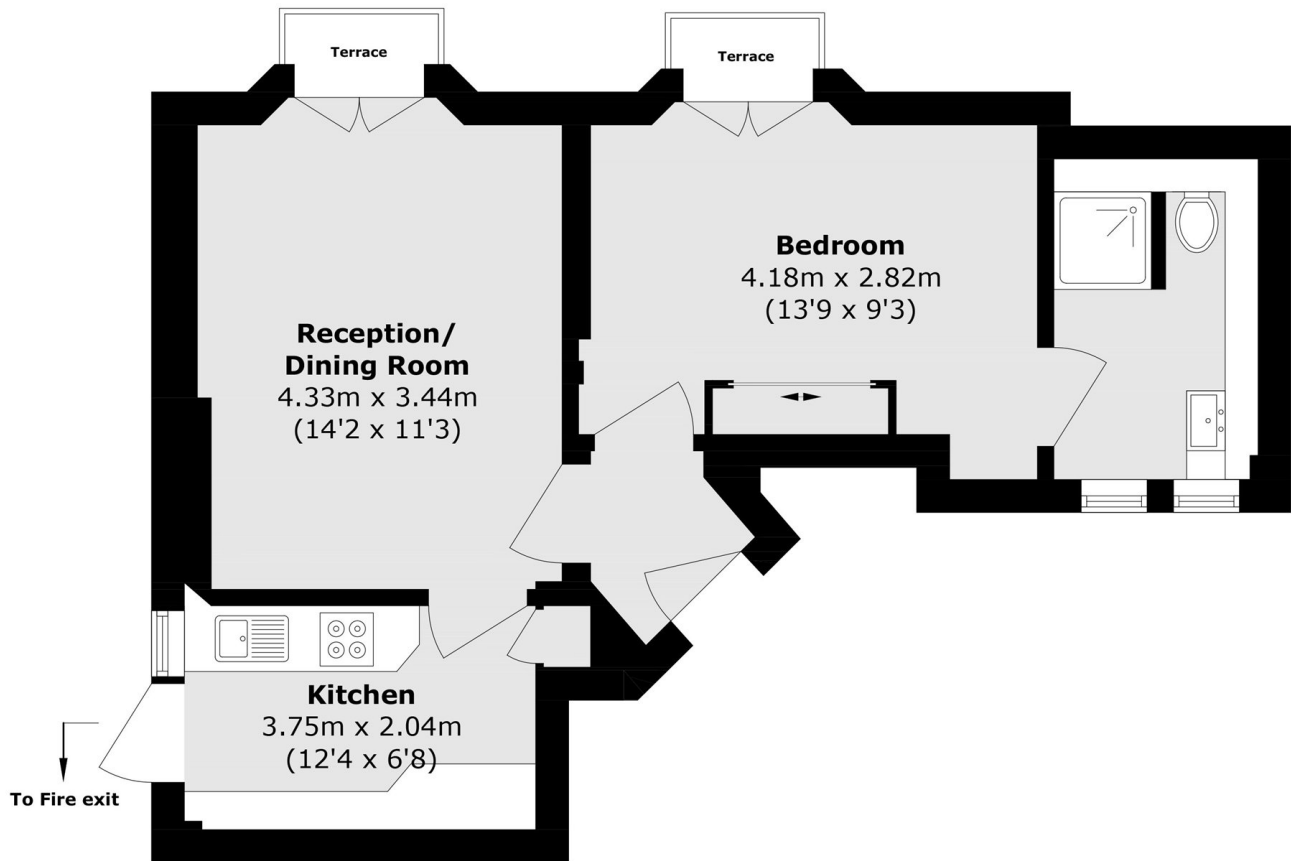 Terrace
Terrace
Bedroom
4.18m x 2.82m
(13'9 x 9'3)
Reception/
Dining Room
4.33m x 3.44m
(14'2 x 11'3)
Kitchen
3.75m x 2.04m
(12'4 x 6'8)
To Fire exit